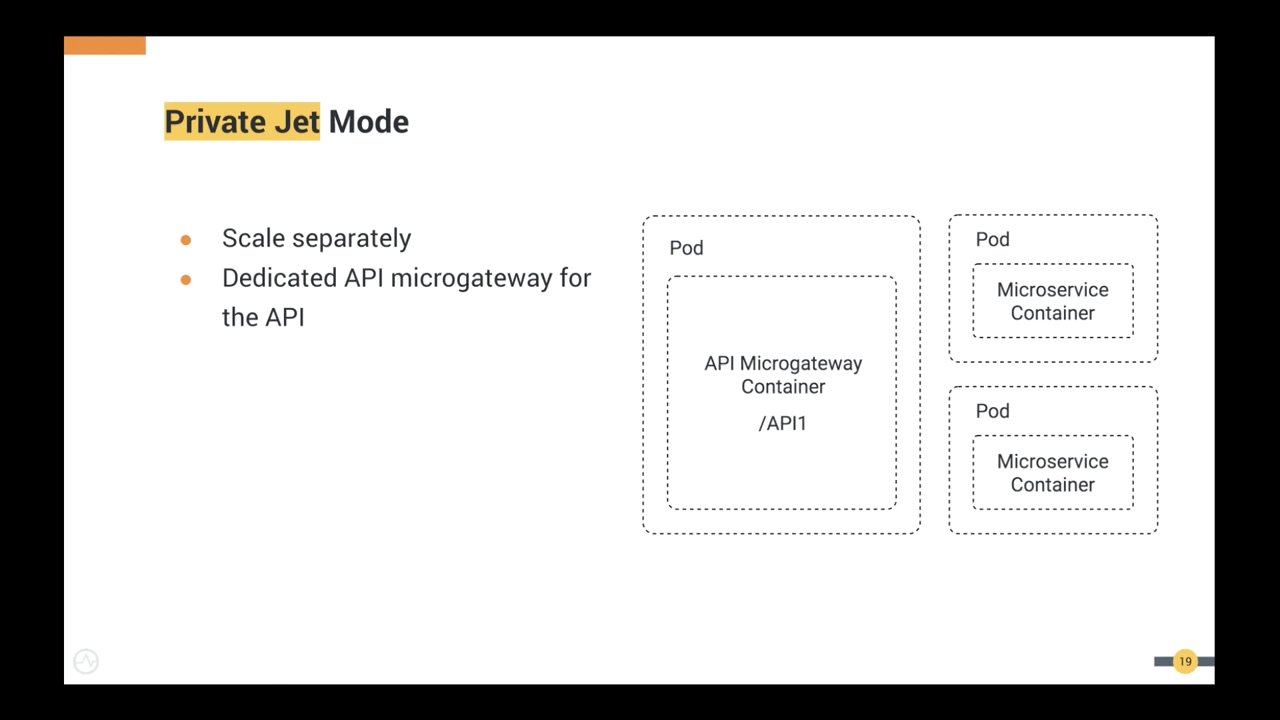 Private Jet Mode
Scale separately
Dedicated API microgateway for
the API
Pod
API Microgateway
Container
/API1
Pod
Microservice
Container
Pod
Microservice
Container
19